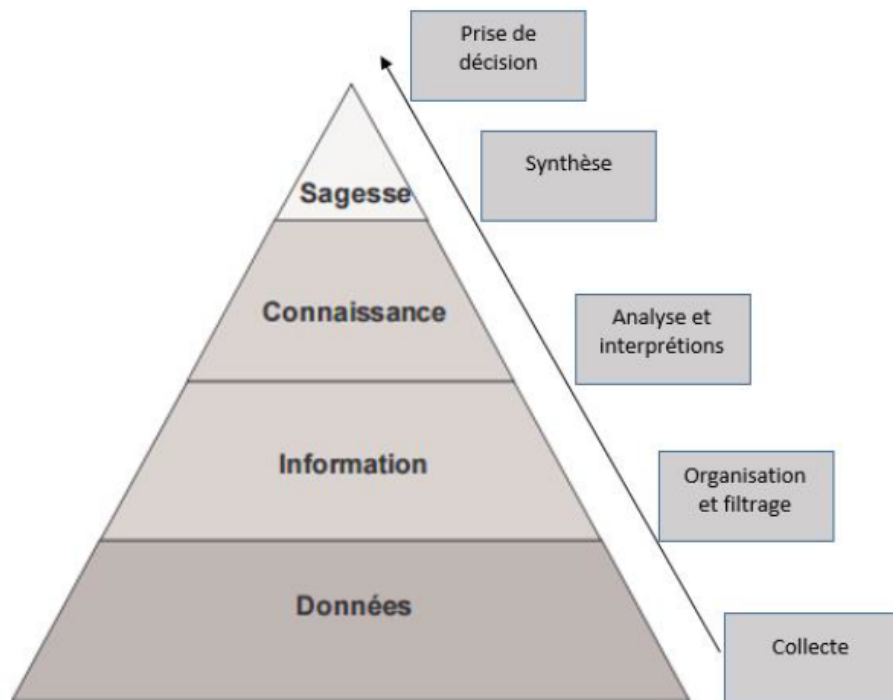 Prise de
décision
Synthèse
Sagesse
Connaissance
Analyse et
interprétions
Information
Organisation
et filtrage
Données
Collecte